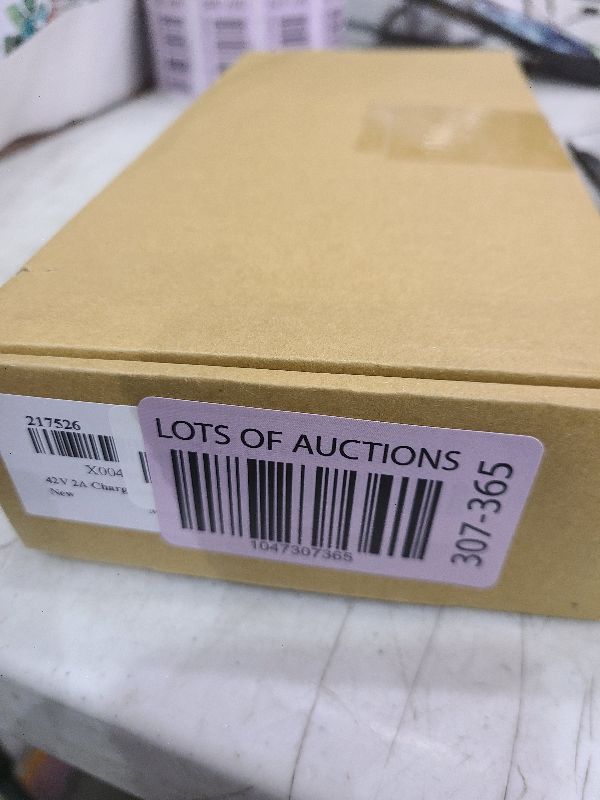 217526
X004
42V 2A Charg
New
LOTS OF AUCTIONS
1047307365
307-365